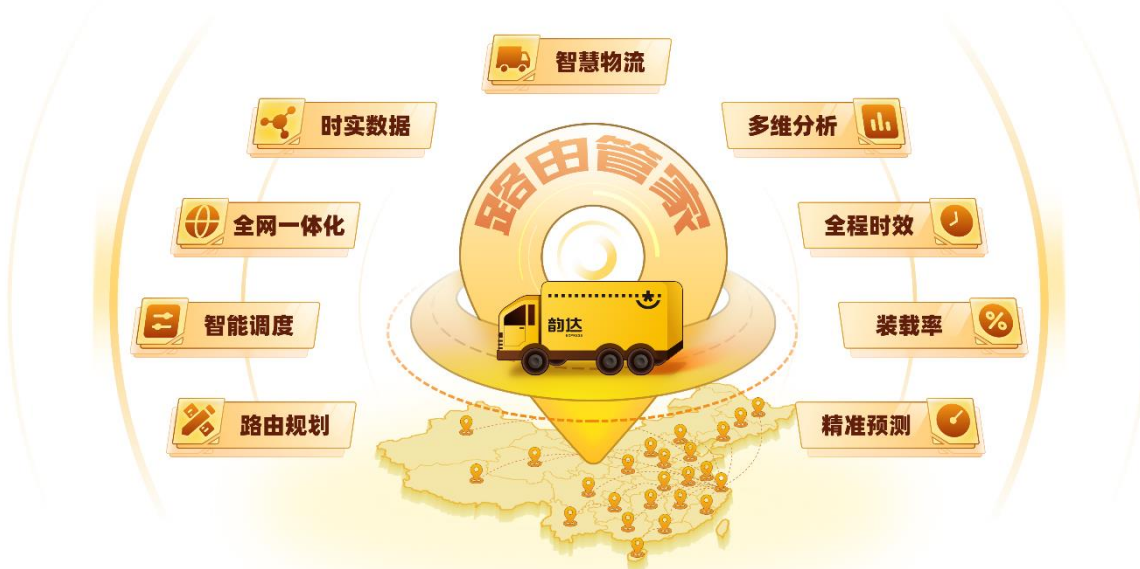 智慧物流
时实数据
多维分析
路由管家
全网一体化
全程时效
韵达
EXPRESS
智能调度
装载率
路由规划
精准预测